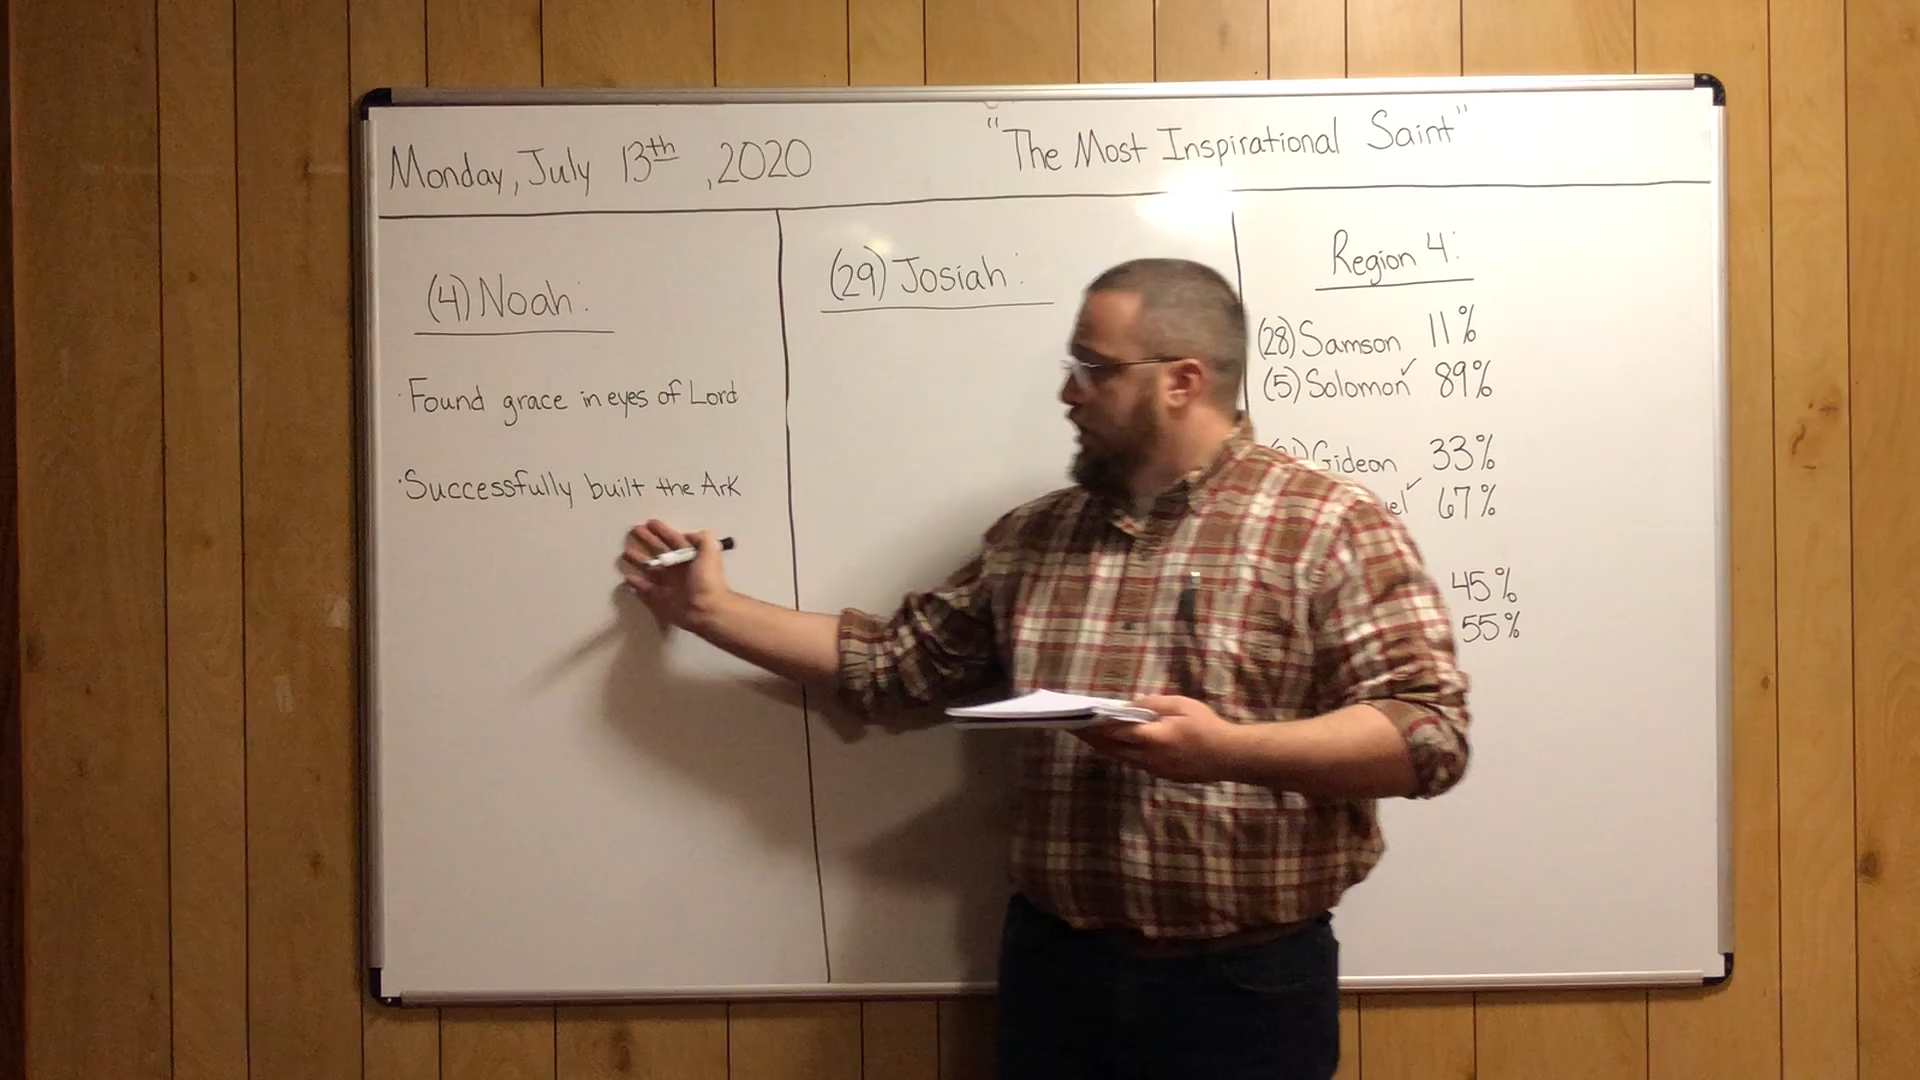 Monday, July 13th, 2020
"The Most Inspirational Saint"
(4) Noah:
· Found grace in eyes of Lord
· Successfully built the Ark
(29) Josiah:
Region 4:
(28) Samson 11%
(5) Solomon ✓ 89%
Gideon 33%
✓ 67%
45%
55%